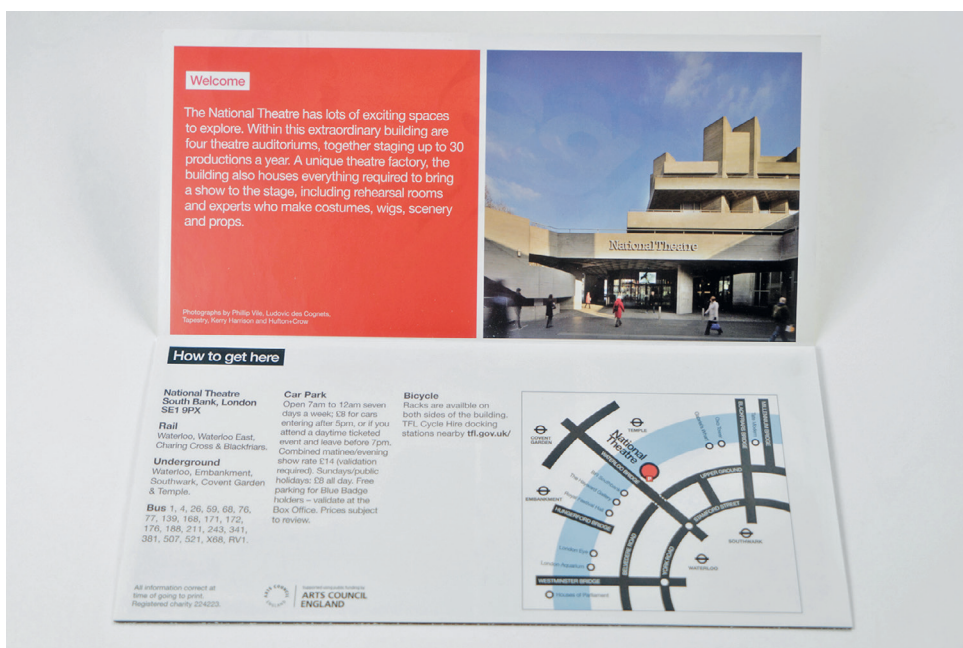 Welcome
The National Theatre has lots of exciting spaces
to explore. Within this extraordinary building are
four theatre auditoriums, together staging up to 30
productions a year. A unique theatre factory, the
building also houses everything required to bring
a show to the stage, including rehearsal rooms
and experts who make costumes, wigs, scenery
and props.
Photographs by Phillip Vile, Ludovic des Cognets,
Tapestry, Kerry Harrison and Hufton+Crow
National Theatre
How to get here
National Theatre
South Bank, London
SE1 9PX
Rail
Waterloo, Waterloo East,
Charing Cross & Blackfriars.
Underground
Waterloo, Embankment,
Southwark, Covent Garden
& Temple.
Bus 1, 4, 26, 59, 68, 76,
77, 139, 168, 171, 172,
176, 188, 211, 243, 341,
381, 507, 521, X68, RV1.
Car Park
Open 7am to 12am seven
days a week; £8 for cars
entering after 5pm, or if you
attend a daytime ticketed
event and leave before 7pm.
Combined matinee/evening
show rate £14 (validation
required). Sundays/public
holidays: £8 all day. Free
parking for Blue Badge
holders – validate at the
Box Office. Prices subject
to review.
Bicycle
Racks are availble on
both sides of the building.
TFL Cycle Hire docking
stations nearby tfl.gov.uk/
COVENT
GARDEN
TEMPLE
National
Theatre
WATERLOO BRIDGE
BLACKFRIARS BRIDGE
MILLENNIUM BRIDGE
UPPER GROUND
STAMFORD STREET
EMBANKMENT
HUNGERFORD BRIDGE
SOUTHWARK
WATERLOO
BELVEDERE ROAD
YORK ROAD
London Eye
London Aquarium
WESTMINSTER BRIDGE
Houses of Parliament
All information correct at
time of going to print.
Registered charity 224223.
ARTS COUNCIL
ENGLAND